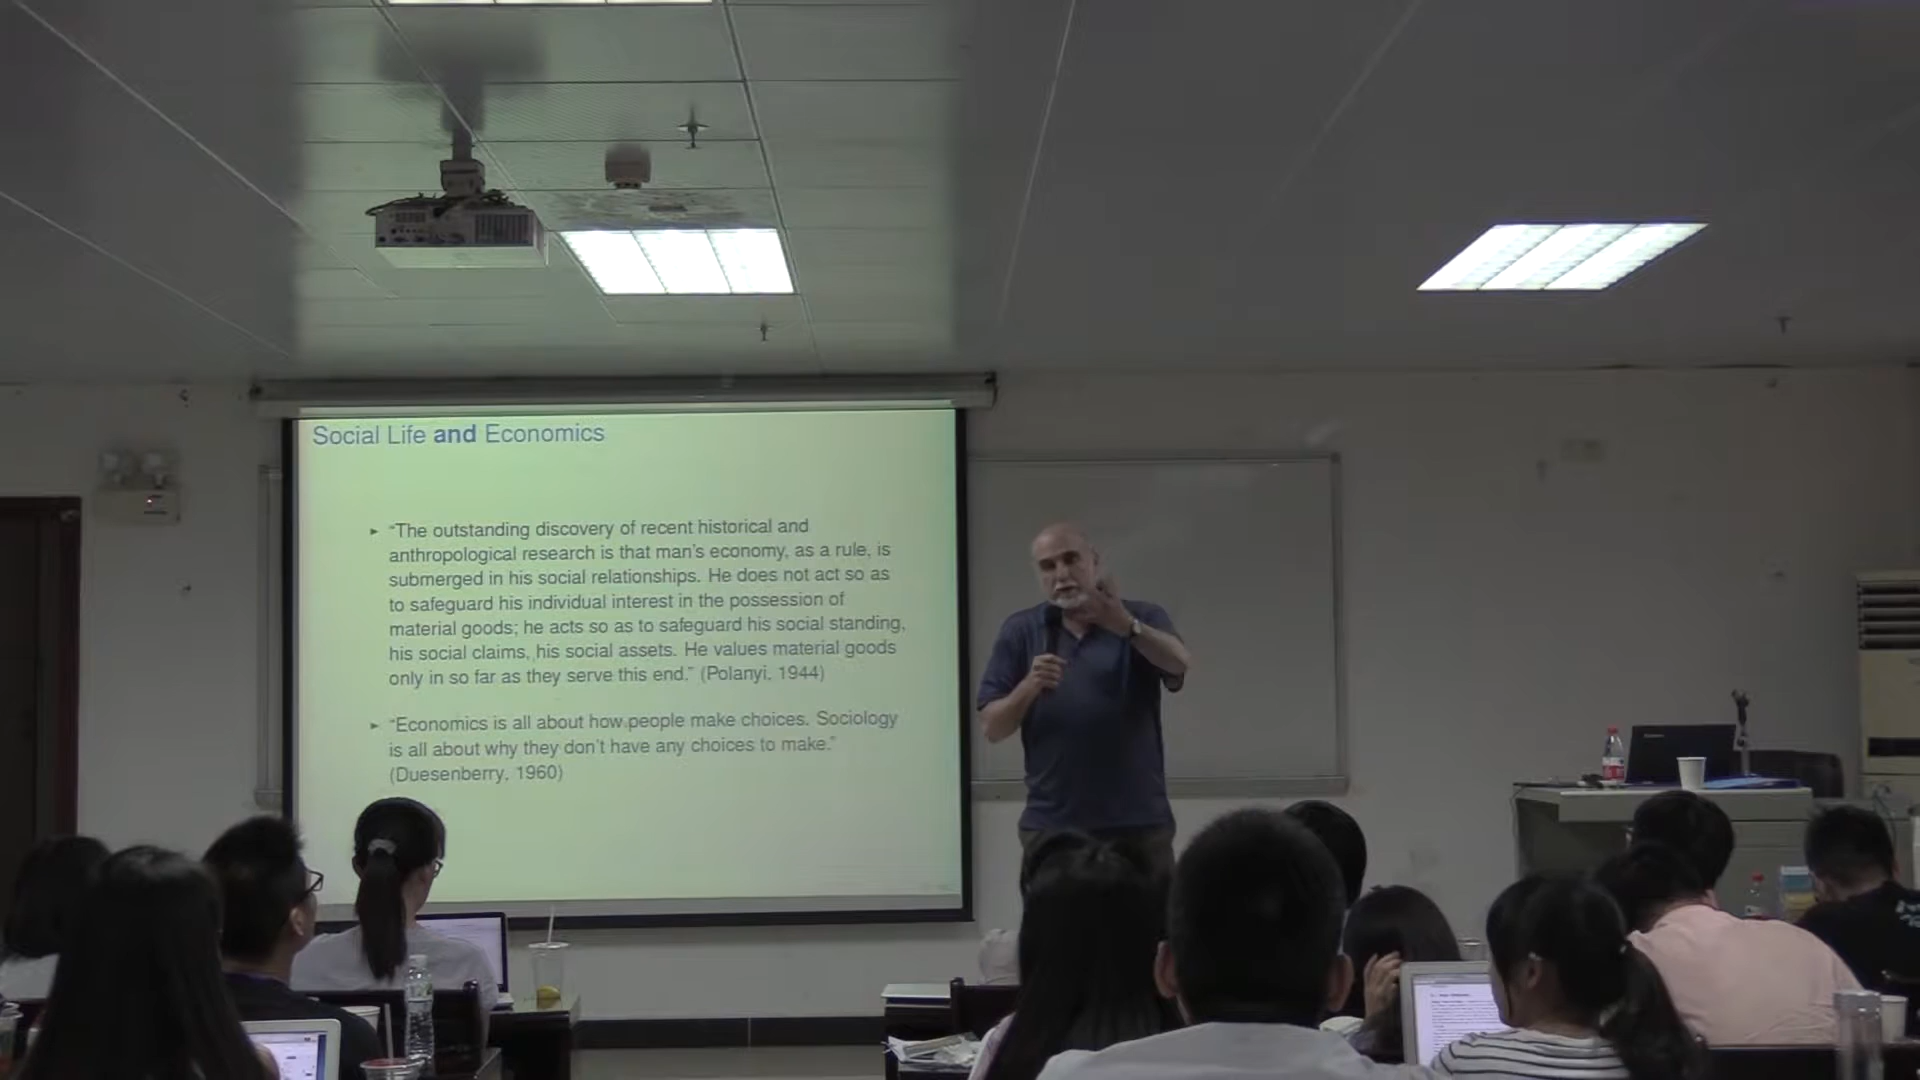 Social Life and Economics
"The outstanding discovery of recent historical and
anthropological research is that man's economy, as a rule, is
submerged in his social relationships. He does not act so as
to safeguard his individual interest in the possession of
material goods; he acts so as to safeguard his social standing,
his social claims, his social assets. He values material goods
only in so far as they serve this end." (Polanyi, 1944)
"Economics is all about how people make choices. Sociology
is all about why they don't have any choices to make."
(Duesenberry, 1960)